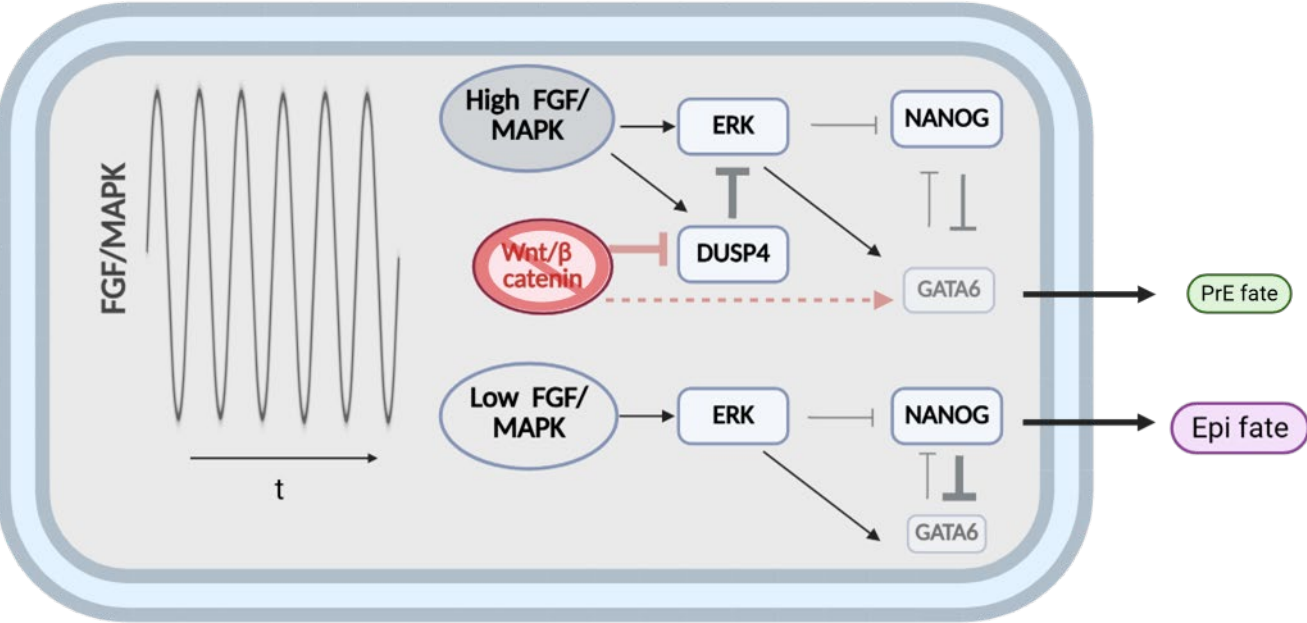 FGF/MAPK
t
High FGF/
MAPK
ERK
NANOG
Wnt/β
catenin
DUSP4
GATA6
PrE fate
Low FGF/
MAPK
ERK
NANOG
Epi fate
GATA6